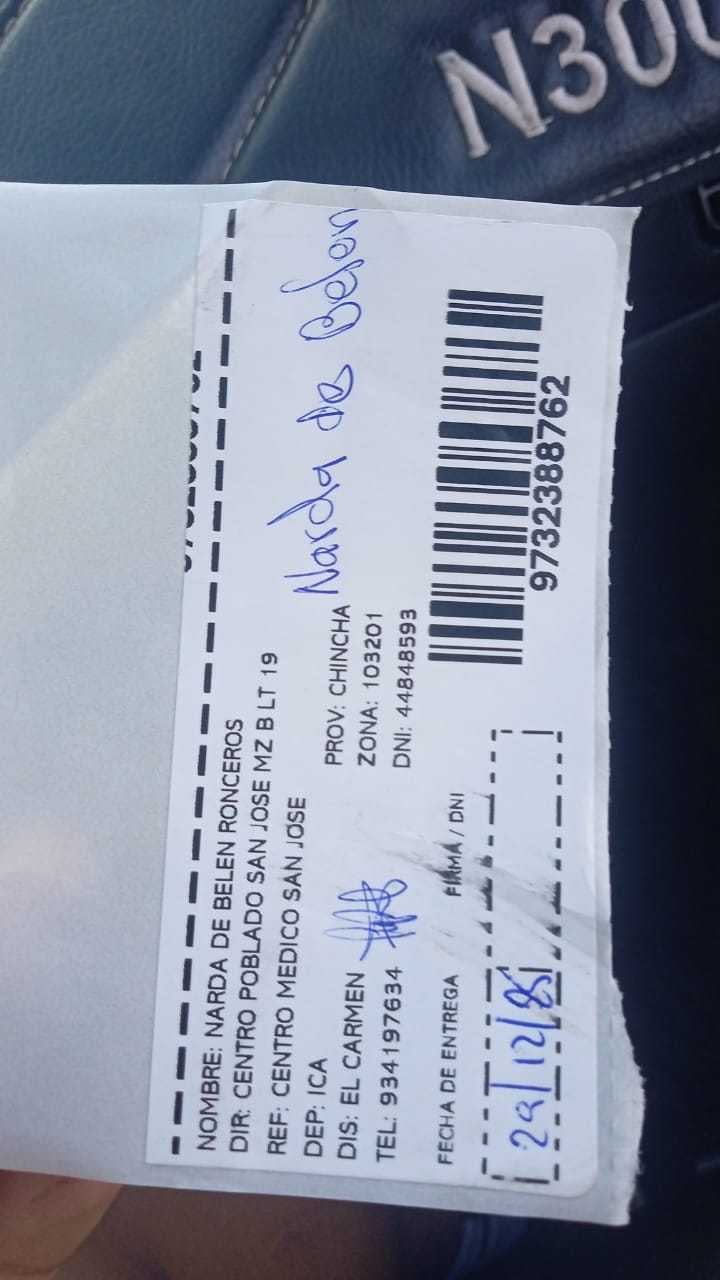 N300
NOMBRE: NARDA DE BELEN RONCEROS
DIR: CENTRO POBLADO SAN JOSE MZ B LT 19
REF: CENTRO MEDICO SAN JOSE
DEP: ICA
PROV: CHINCHA
Narda de Belen
DIS: EL CARMEN
ZONA: 103201
TEL: 934197634
DNI: 44848593
FECHA DE ENTREGA
FIRMA / DNI
29/12/25
9732388762